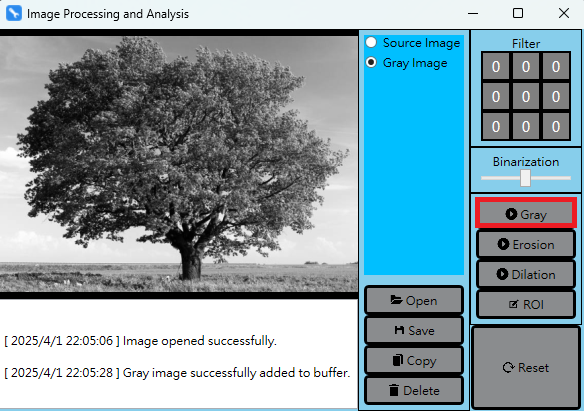 Image Processing and Analysis
Source Image
Gray Image
Filter
0 0 0
0 0 0
0 0 0
Binarization
Gray
Erosion
Dilation
ROI
Open
Save
Copy
Delete
Reset
[ 2025/4/1 22:05:06 ] Image opened successfully.
[ 2025/4/1 22:05:28 ] Gray image successfully added to buffer.